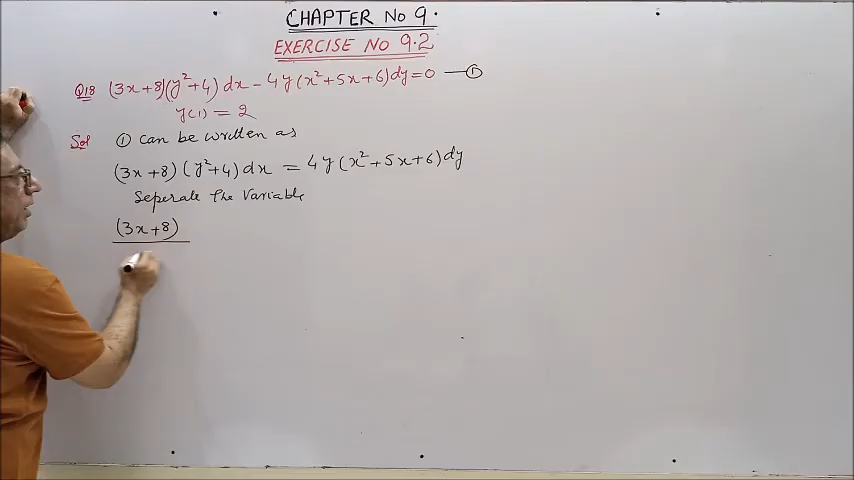 CHAPTER NO 9.
EXERCISE NO 9.2
Q18 (3x+8)(y²+4)dx - 4y(x²+5x+6)dy=0 —①
y(1) = 2
Sol ① can be written as
(3x+8)(y²+4)dx = 4y(x²+5x+6)dy
Seperate the Variable
(3x+8)